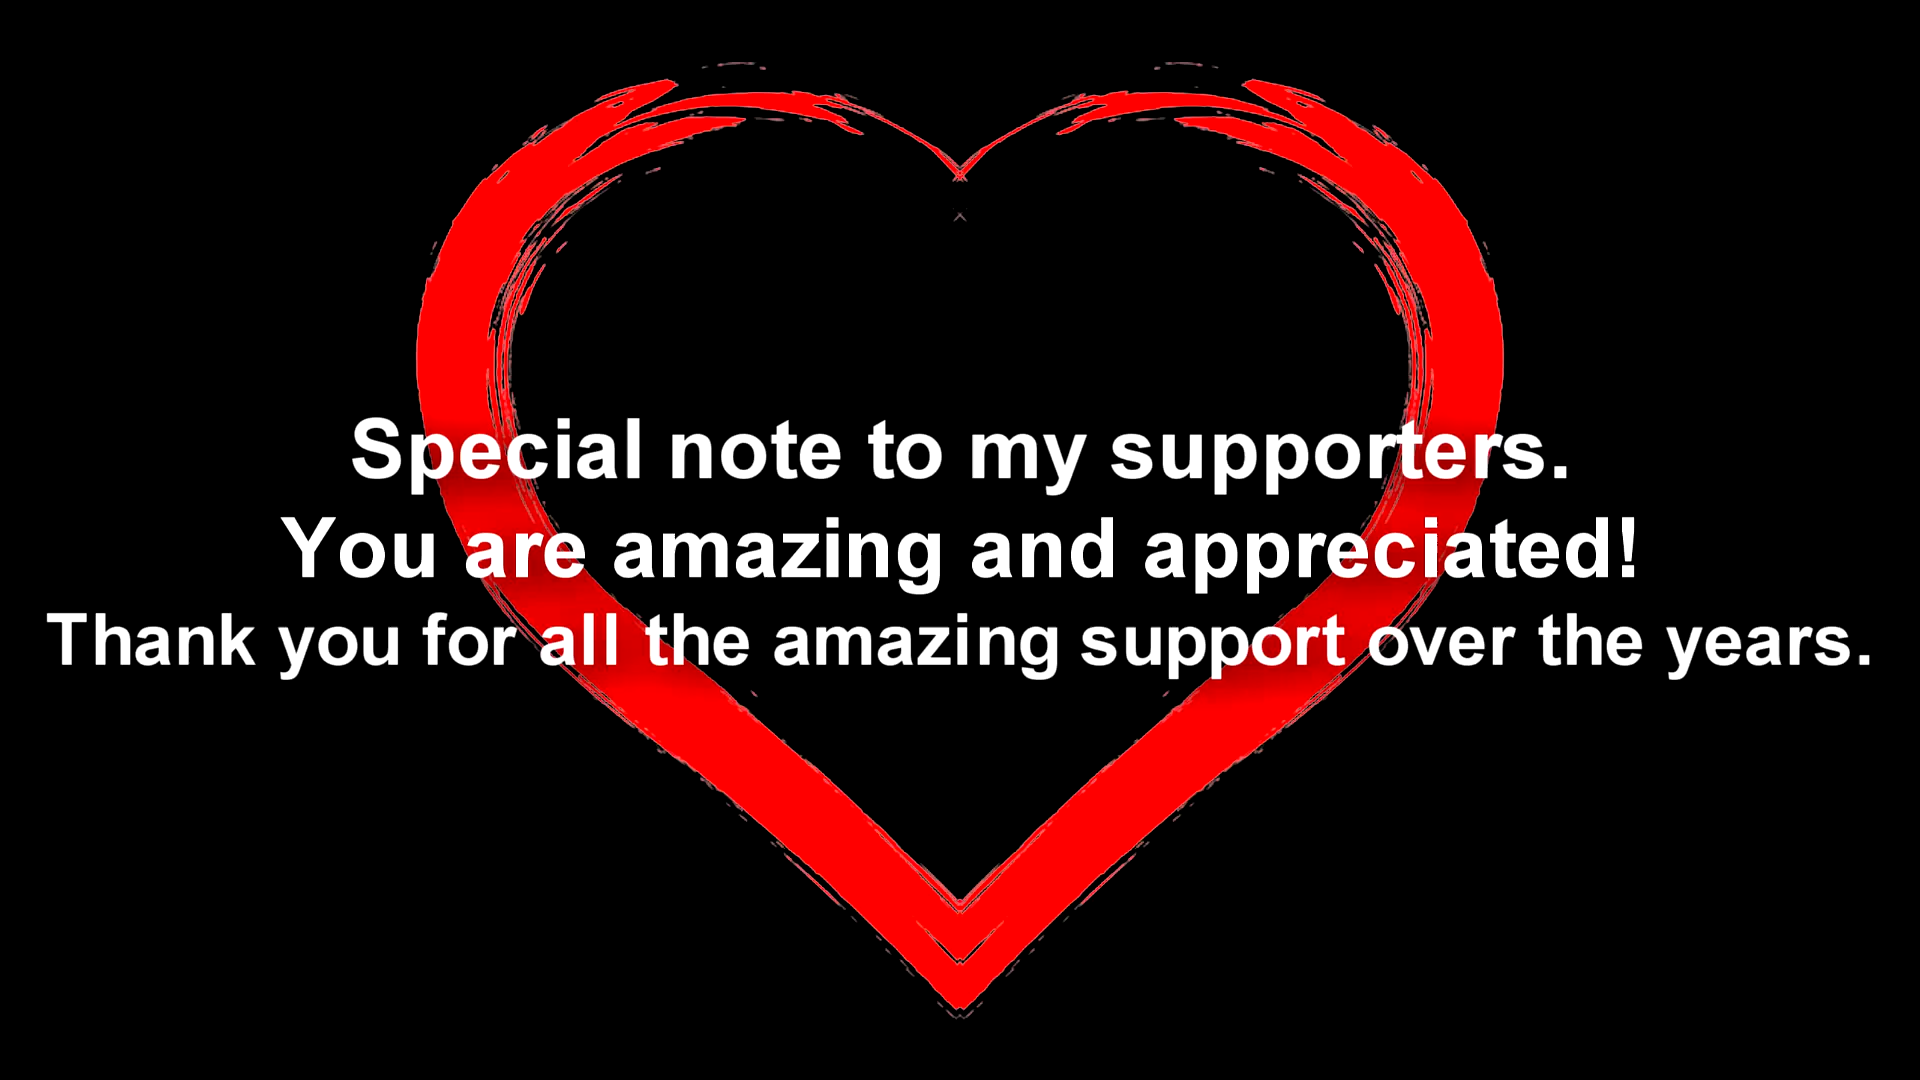 Special note to my supporters.
You are amazing and appreciated!
Thank you for all the amazing support over the years.